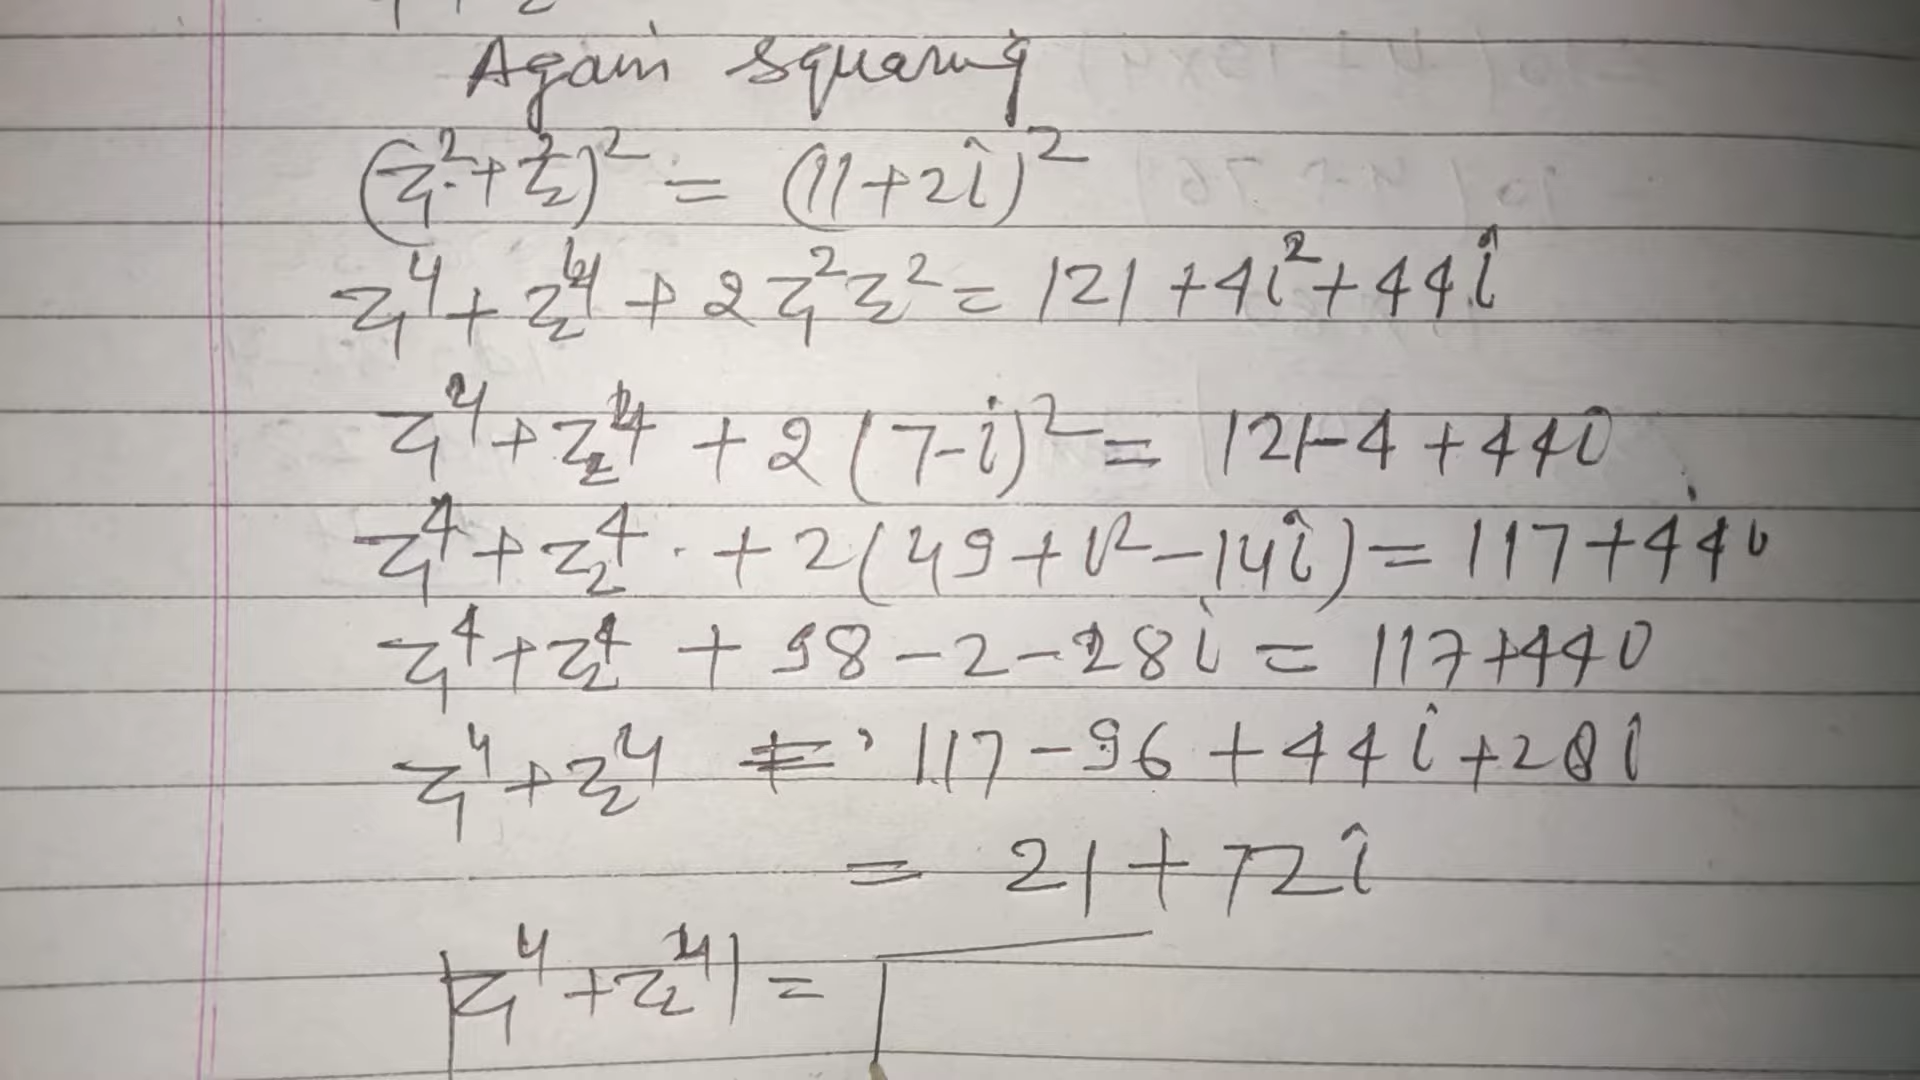 Again squaring
(z₁² + z₂²)² = (11+2i)²
z₁⁴ + z₂⁴ + 2z₁²z₂² = 121 + 4i² + 44i
z₁⁴ + z₂⁴ + 2(7-i)² = 121-4+44i
z₁⁴ + z₂⁴ + 2(49+i²-14i) = 117+44i
z₁⁴ + z₂⁴ + 98-2-28i = 117+44i
z₁⁴ + z₂⁴ = 117-96+44i+28i
= 21+72i
|z₁⁴ + z₂⁴| = √